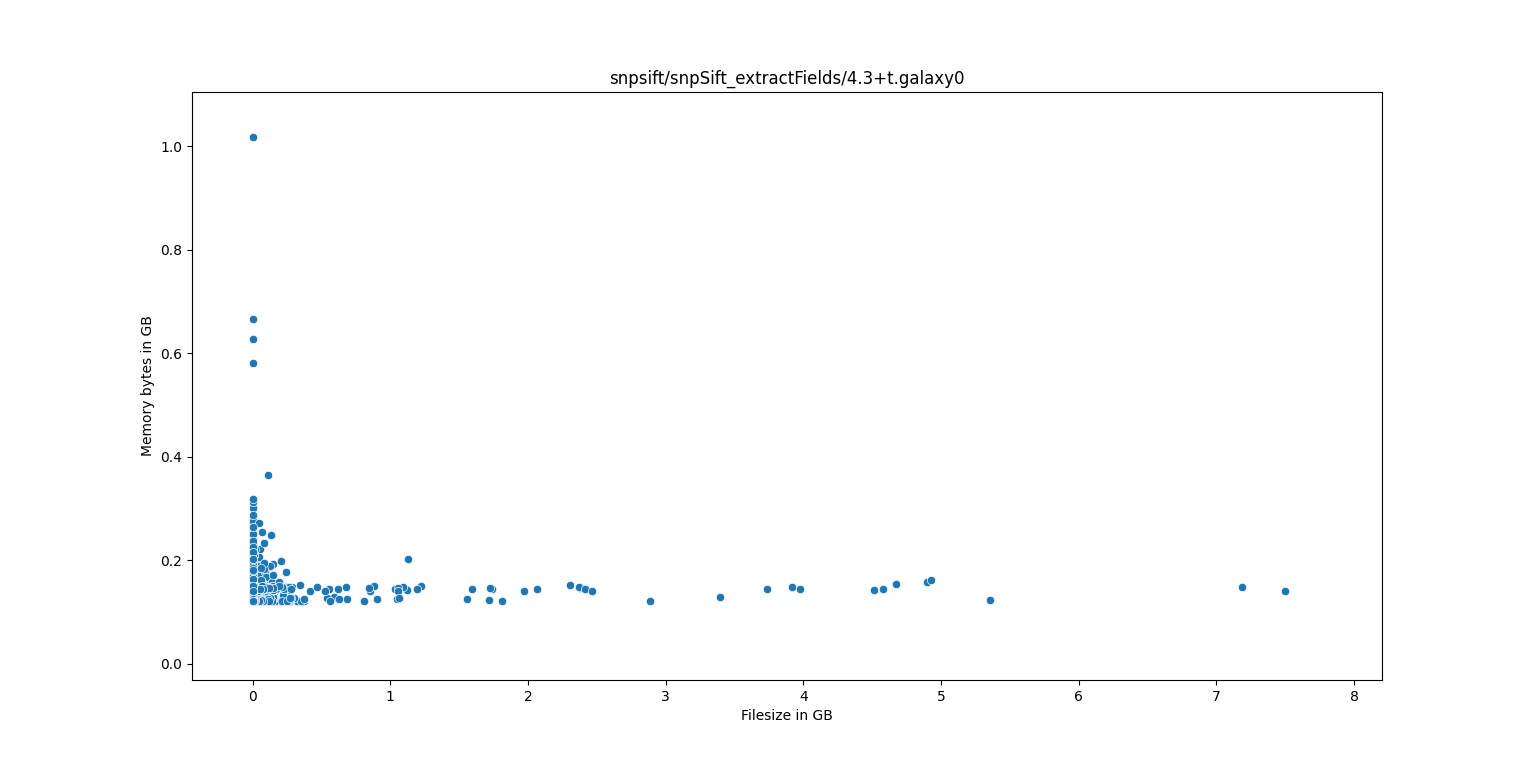 snpsift/snpSift_extractFields/4.3+t.galaxy0
Memory bytes in GB
1.0
0.8
0.6
0.4
0.2
0.0
0 1 2 3 4 5 6 7 8
Filesize in GB